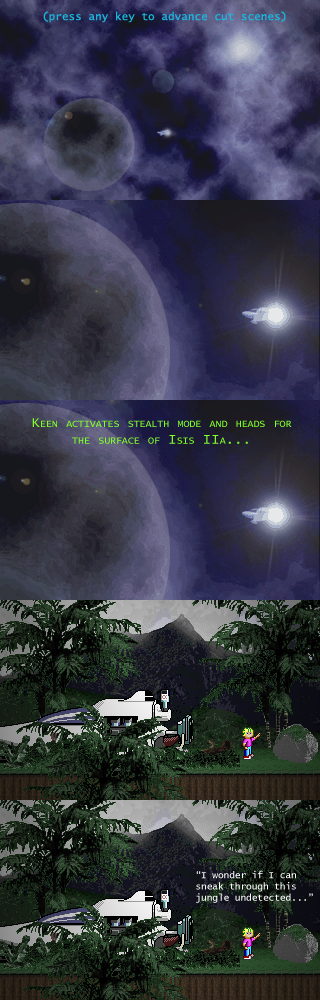 (press any key to advance cut scenes)
Keen activates stealth mode and heads for
the surface of Isis IIa...
"I wonder if I can
sneak through this
jungle undetected..."